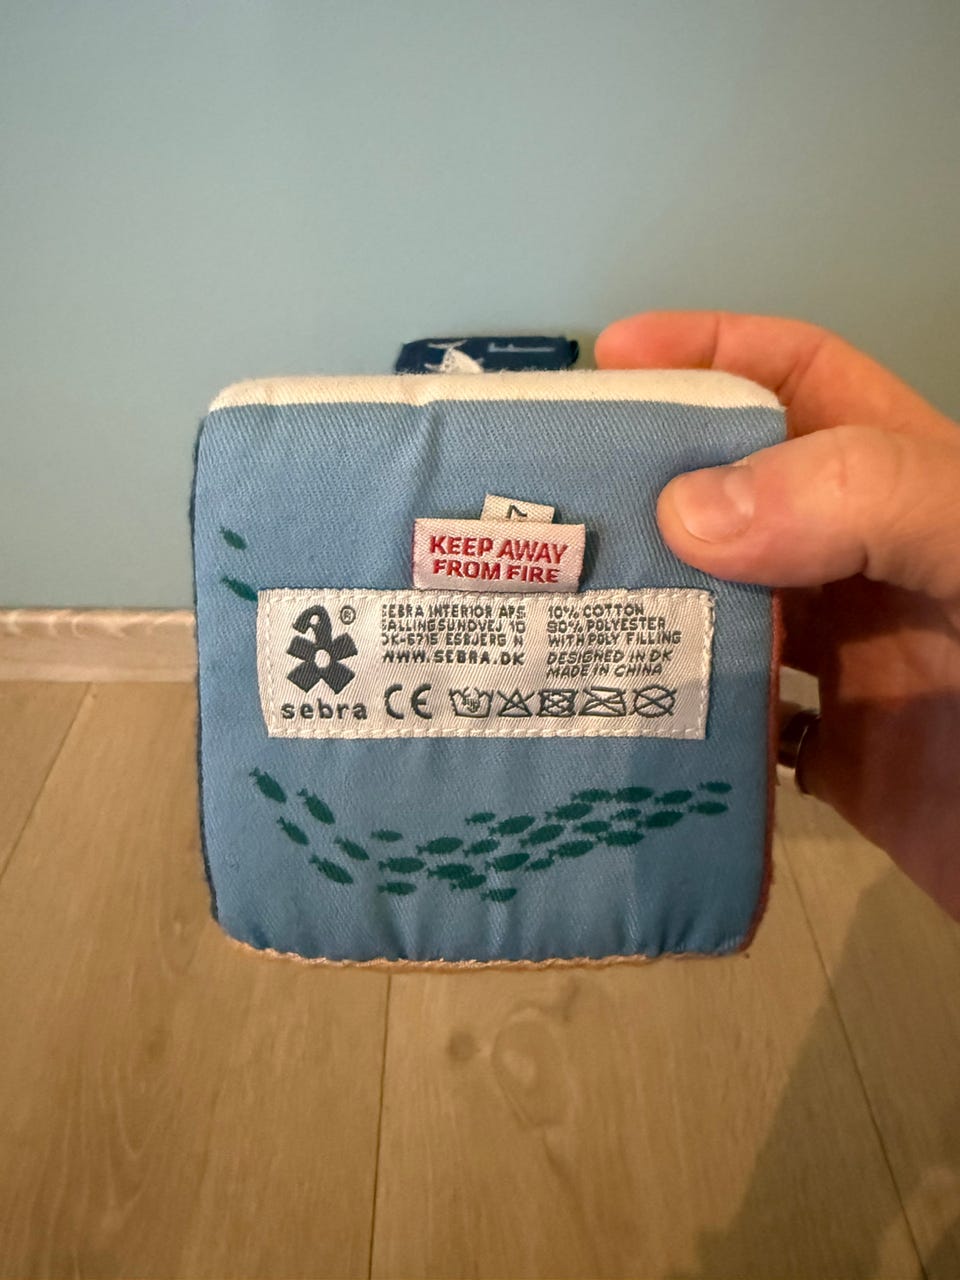 KEEP AWAY
FROM FIRE
sebra
®
SEBRA INTERIOR APS
SALLINGSUNDVEJ 10
DK-6715 ESBJERG N
WWW.SEBRA.DK
10% COTTON
90% POLYESTER
WITH POLY FILLING
DESIGNED IN DK
MADE IN CHINA
CE